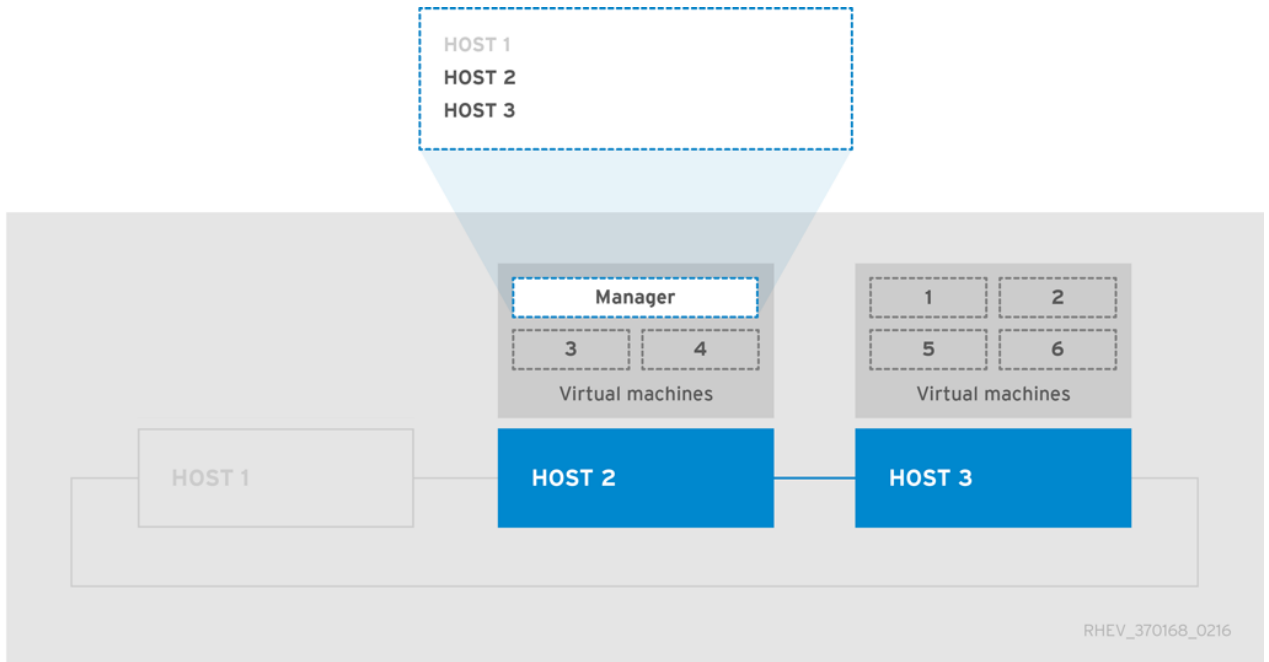 HOST 1
HOST 2
HOST 3
Manager
3 4
Virtual machines
1 2
5 6
Virtual machines
HOST 1
HOST 2
HOST 3
RHEV_370168_0216